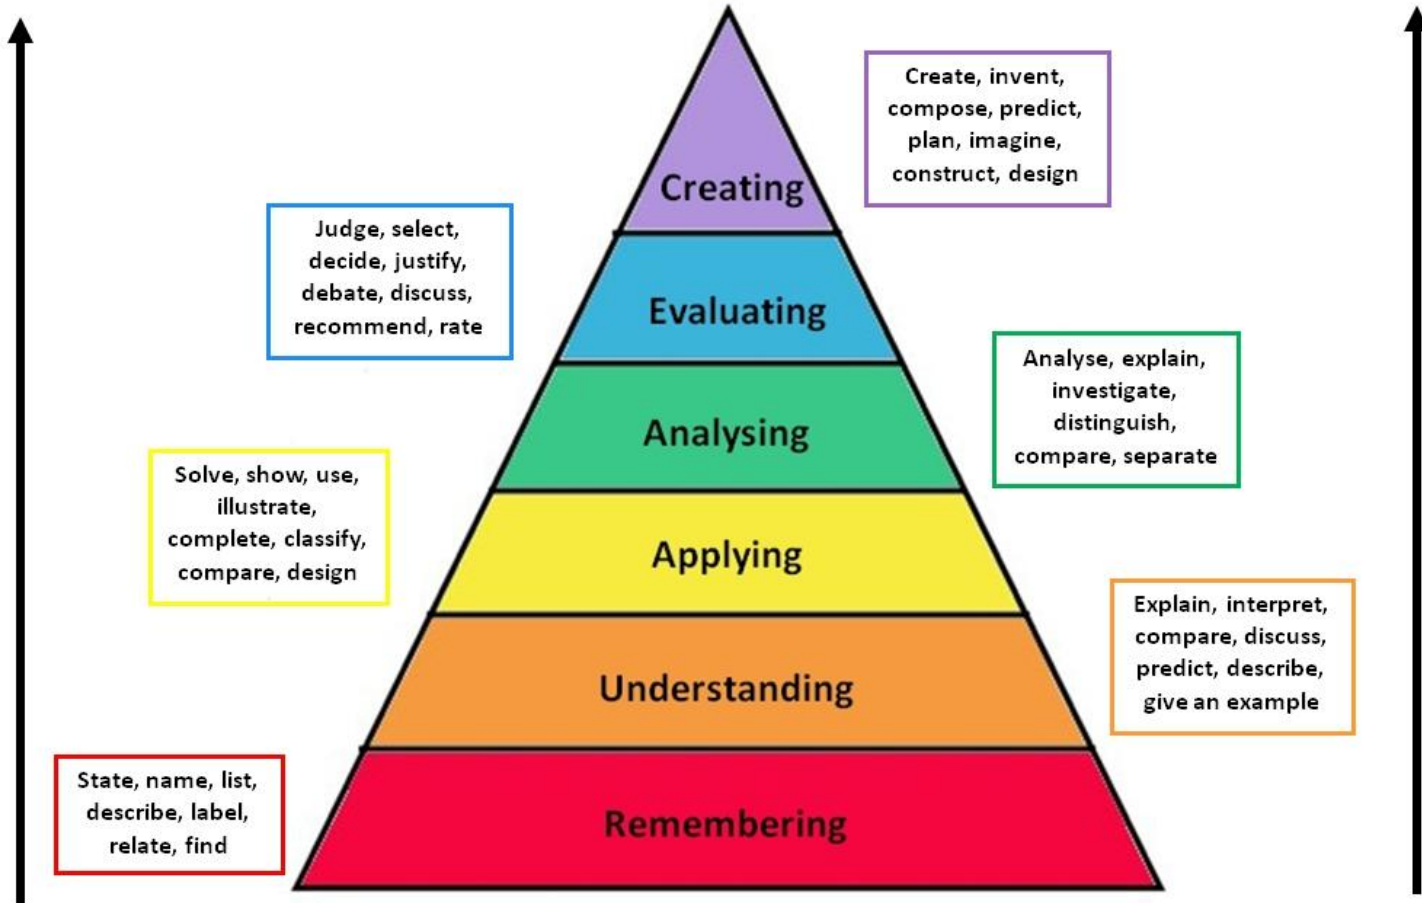 Create, invent,
compose, predict,
plan, imagine,
construct, design
Creating
Judge, select,
decide, justify,
debate, discuss,
recommend, rate
Evaluating
Analyse, explain,
investigate,
distinguish,
compare, separate
Analysing
Solve, show, use,
illustrate,
complete, classify,
compare, design
Applying
Explain, interpret,
compare, discuss,
predict, describe,
give an example
Understanding
State, name, list,
describe, label,
relate, find
Remembering